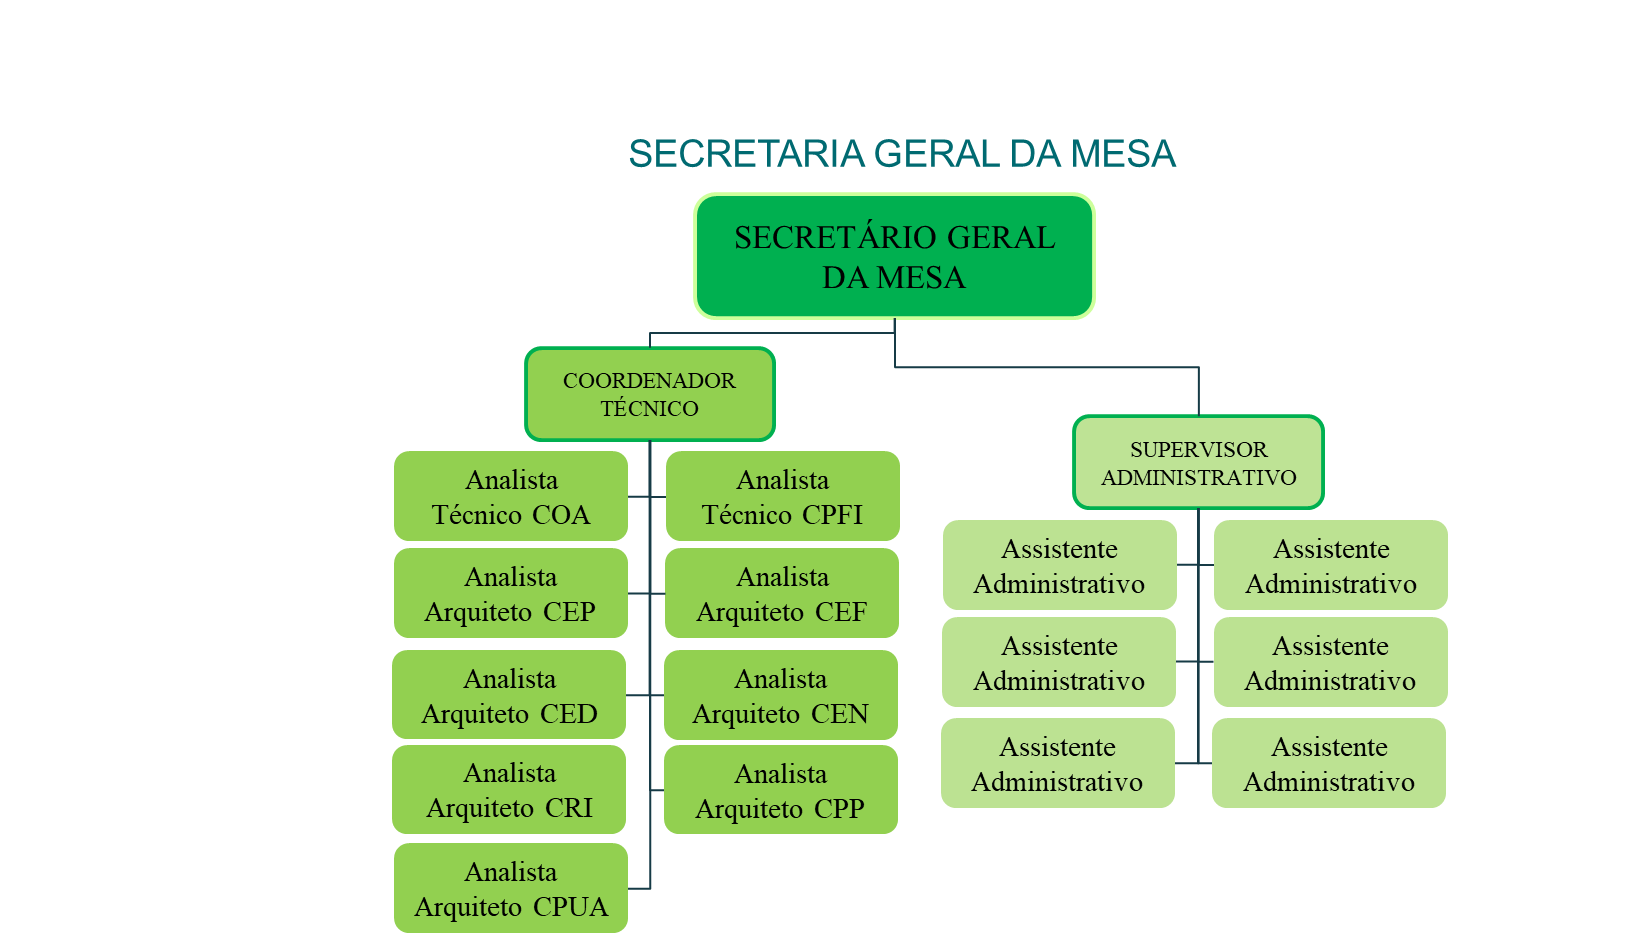 SECRETARIA GERAL DA MESA
SECRETÁRIO GERAL
DA MESA
COORDENADOR
TÉCNICO
Analista
Técnico COA
Analista
Técnico CPFI
Analista
Arquiteto CEP
Analista
Arquiteto CEF
Analista
Arquiteto CED
Analista
Arquiteto CEN
Analista
Arquiteto CRI
Analista
Arquiteto CPP
Analista
Arquiteto CPUA
SUPERVISOR
ADMINISTRATIVO
Assistente
Administrativo
Assistente
Administrativo
Assistente
Administrativo
Assistente
Administrativo
Assistente
Administrativo
Assistente
Administrativo